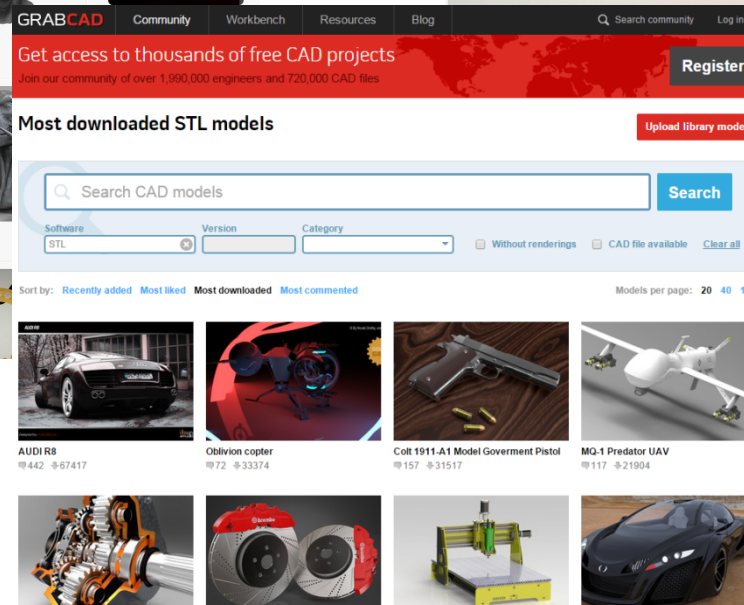 GRABCAD Community Workbench Resources Blog Search community Log in
Get access to thousands of free CAD projects
Register
Join our community of over 1,990,000 engineers and 720,000 CAD files
Most downloaded STL models
Upload library mode
Search CAD models
Search
Software Version Category
STL
Without renderings CAD file available Clear all
Sort by: Recently added Most liked Most downloaded Most commented Models per page: 20 40 1
AUDI R8
AUDI R8 Oblivion copter Colt 1911-A1 Model Goverment Pistol MQ-1 Predator UAV
442 67417 72 33374 157 31517 117 21904
brembo